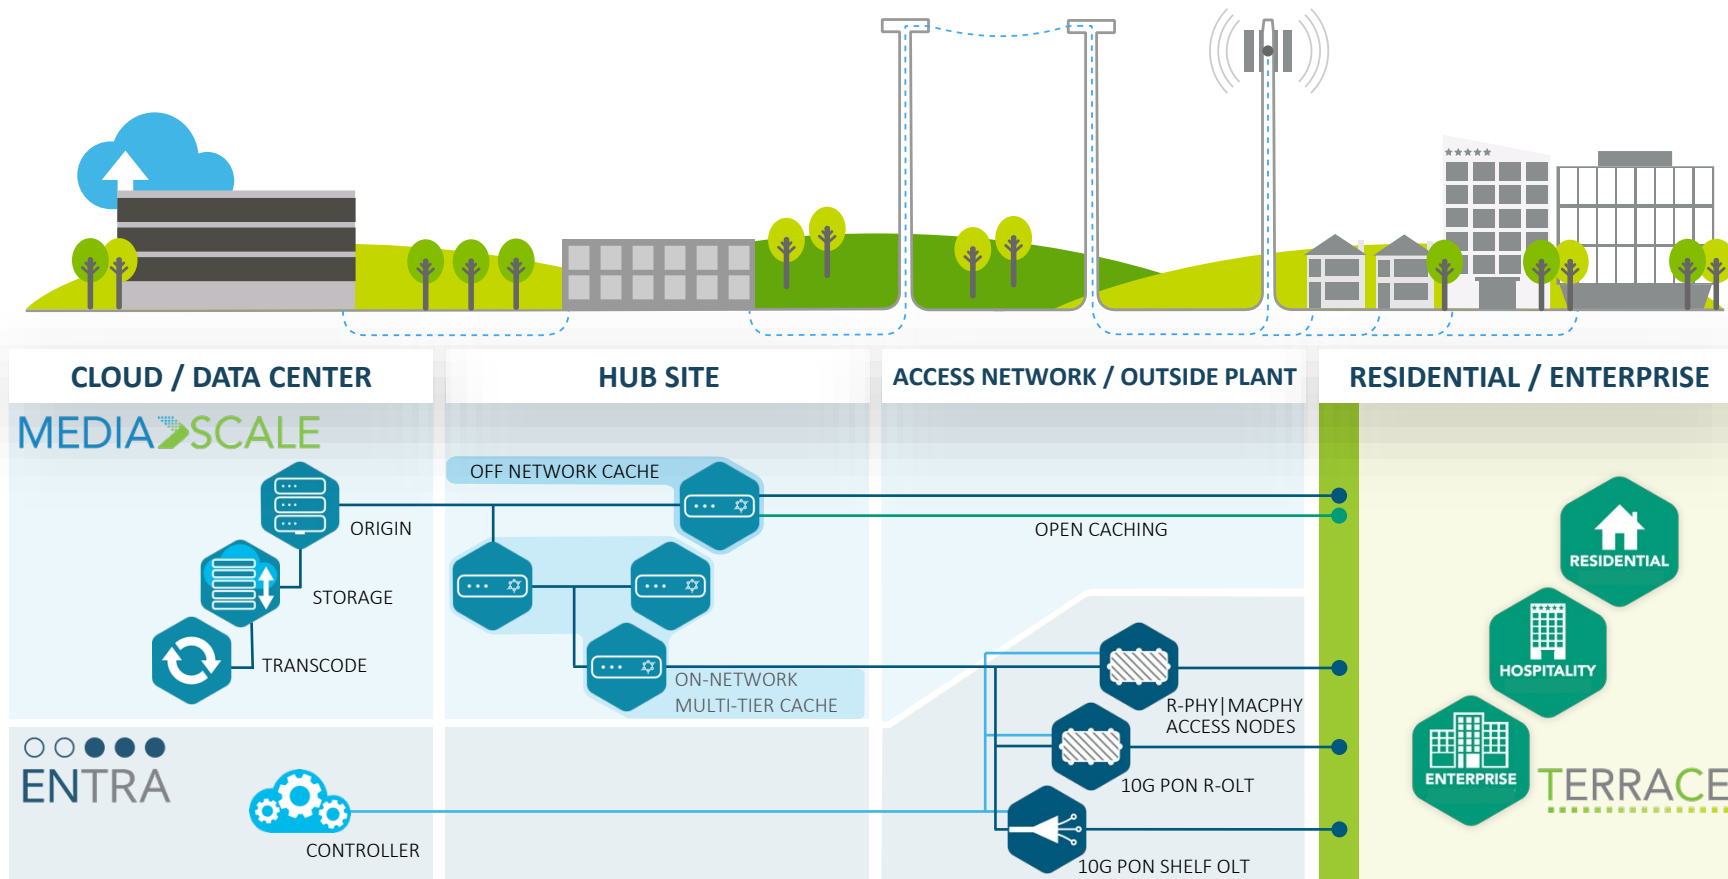 CLOUD / DATA CENTER
HUB SITE
ACCESS NETWORK / OUTSIDE PLANT
RESIDENTIAL / ENTERPRISE
MEDIA SCALE
OFF NETWORK CACHE
ORIGIN
OPEN CACHING
STORAGE
TRANSCODE
ON-NETWORK
MULTI-TIER CACHE
R-PHY|MACPHY
ACCESS NODES
10G PON R-OLT
10G PON SHELF OLT
RESIDENTIAL
HOSPITALITY
ENTERPRISE
TERRACE
ENTRA
CONTROLLER